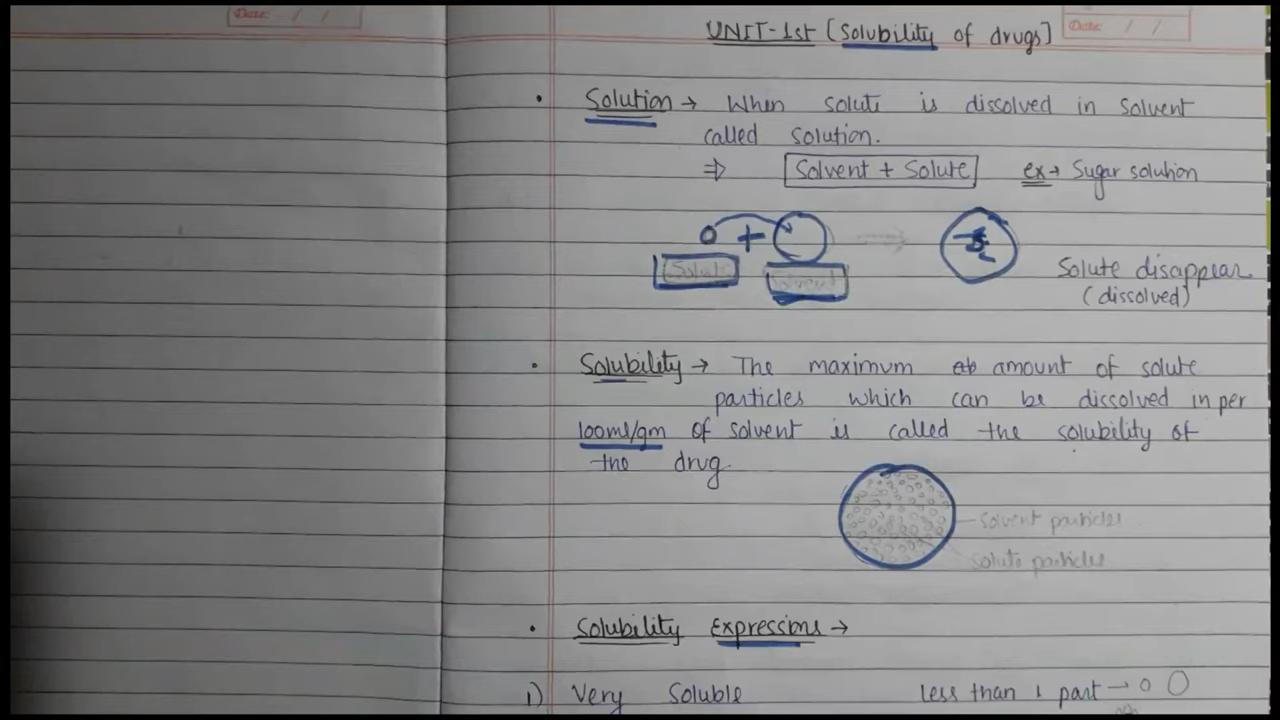 Date: / /
Date: / /
UNIT-1st [Solubility of drugs]
• Solution → When solute is dissolved in solvent
called solution.
⇒ Solvent + Solute ex→ Sugar solution
+
Solute Solvent
Solute disappear
(dissolved)
• Solubility → The maximum amount of solute
particles which can be dissolved in per
100ml/gm of solvent is called the solubility of
the drug.
solvent particles
solute particles
• Solubility Expressions →
1) Very Soluble less than 1 part →